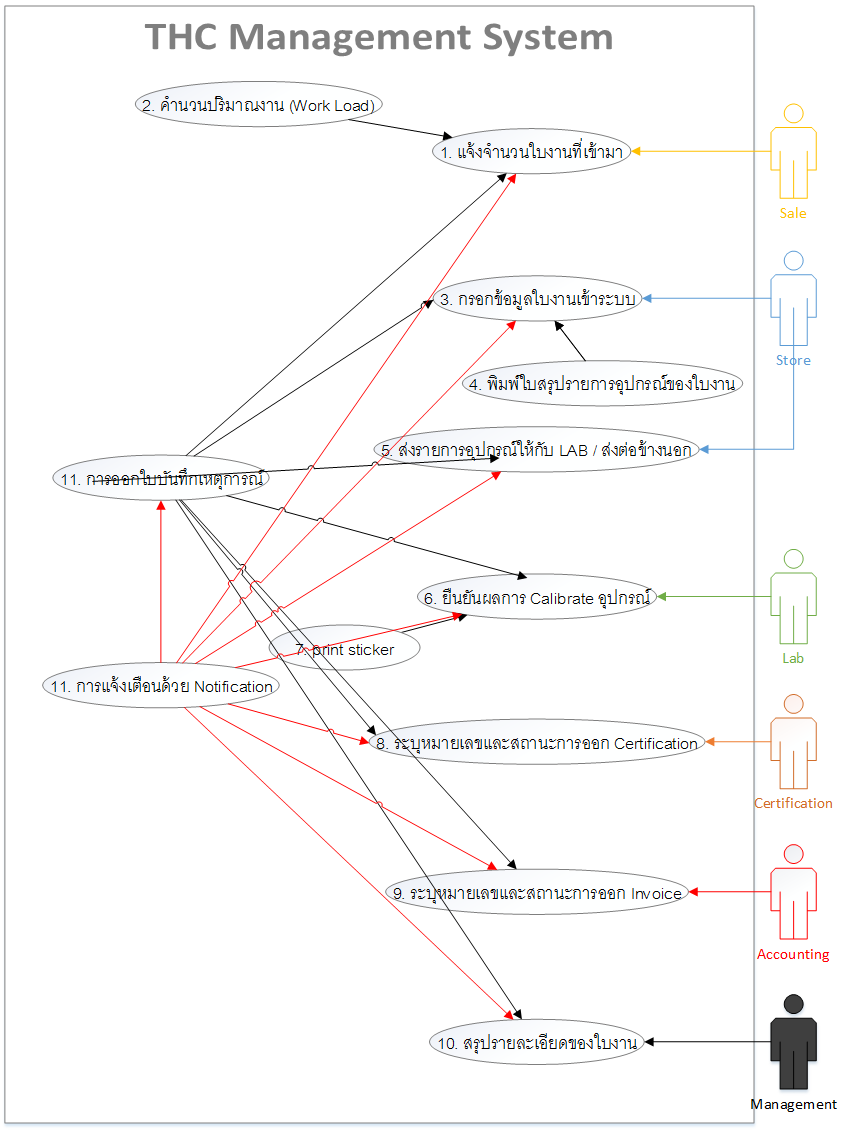 THC Management System
2. คำนวนปริมาณงาน (Work Load)
1. แจ้งจำนวนใบงานที่เข้ามา
Sale
3. กรอกข้อมูลใบงานเข้าระบบ
Store
4. พิมพ์ใบสรุปรายการอุปกรณ์ของใบงาน
5. ส่งรายการอุปกรณ์ให้กับ LAB / ส่งต่อข้างนอก
11. การออกใบบันทึกเหตุการณ์
6. ยืนยันผลการ Calibrate อุปกรณ์
7. print sticker
Lab
11. การแจ้งเตือนด้วย Notification
8. ระบุหมายเลขและสถานะการออก Certification
Certification
9. ระบุหมายเลขและสถานะการออก Invoice
Accounting
10. สรุปรายละเอียดของใบงาน
Management